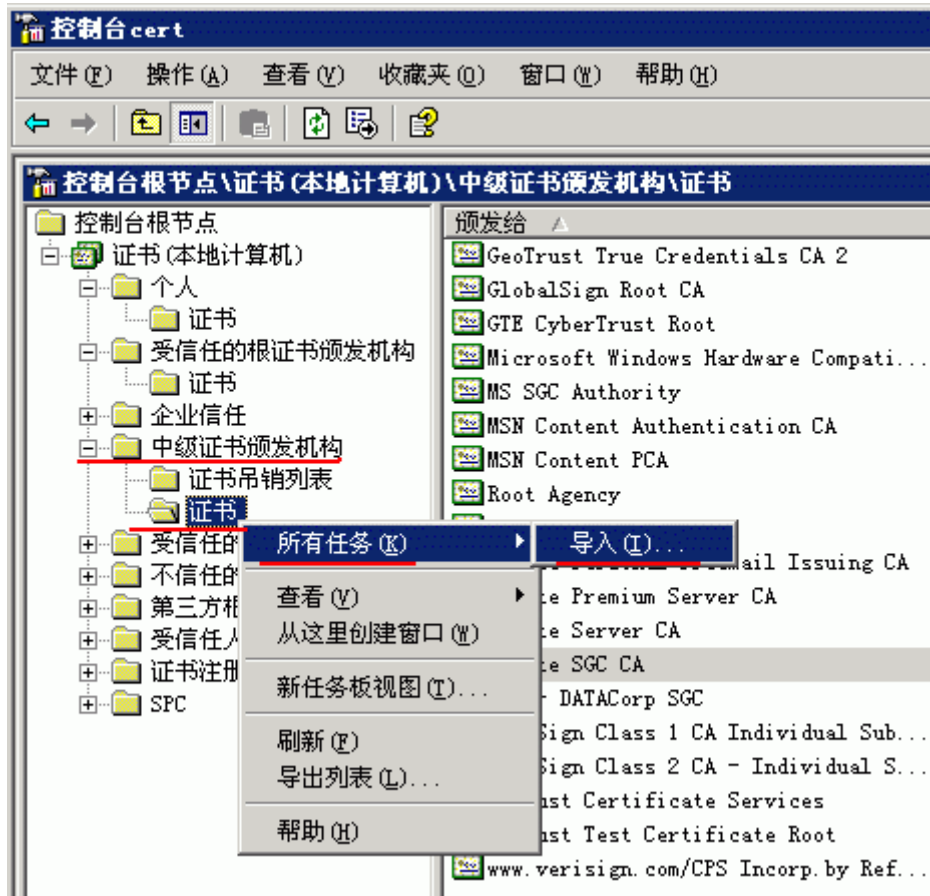 控制台cert
文件(F) 操作(A) 查看(V) 收藏夹(O) 窗口(W) 帮助(H)
控制台根节点\证书(本地计算机)\中级证书颁发机构\证书
控制台根节点
证书(本地计算机)
个人
证书
受信任的根证书颁发机构
证书
企业信任
中级证书颁发机构
证书吊销列表
证书
受信任的
不信任的
第三方根
受信任人
证书注册
SPC
颁发给
GeoTrust True Credentials CA 2
GlobalSign Root CA
GTE CyberTrust Root
Microsoft Windows Hardware Compati...
MS SGC Authority
MSN Content Authentication CA
MSN Content PCA
Root Agency
mail Issuing CA
Premium Server CA
Server CA
SGC CA
DATACorp SGC
Sign Class 1 CA Individual Sub...
Sign Class 2 CA - Individual S...
ust Certificate Services
ust Test Certificate Root
www.verisign.com/CPS Incorp.by Ref...
所有任务(K)
查看(V)
从这里创建窗口(W)
新任务板视图(T)...
刷新(F)
导出列表(L)...
帮助(H)
导入(I)...